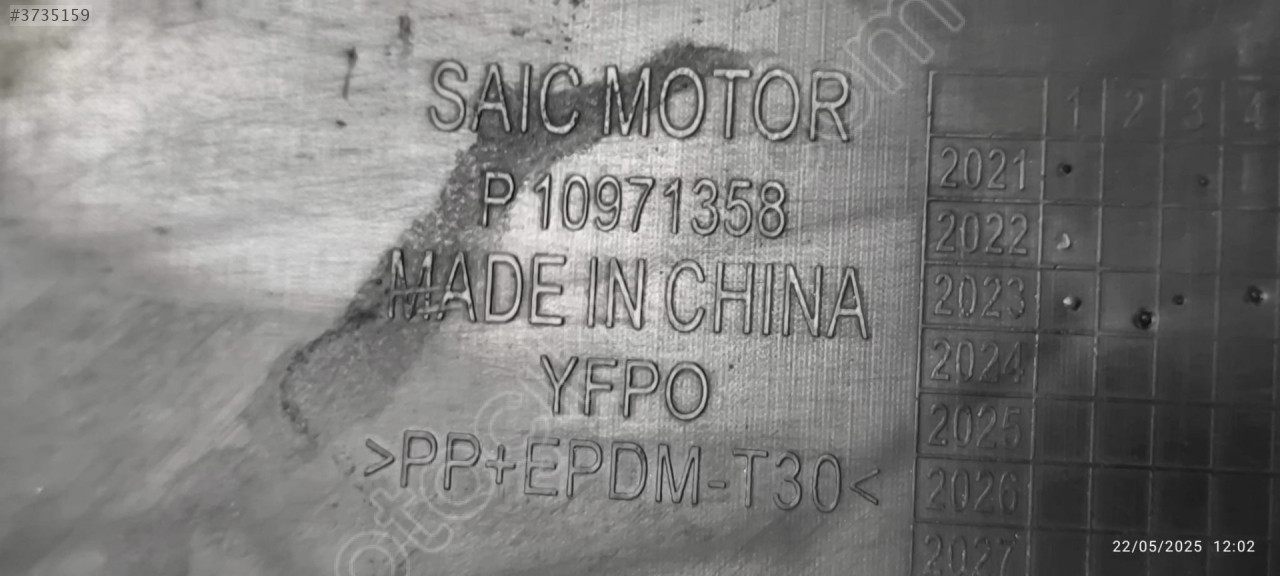 #3735159
SAIC MOTOR
P 10971358
MADE IN CHINA
YFPO
>PP+EPDM-T30<
1 2 3 4
2021
2022
2023
2024
2025
2026
2027
22/05/2025 12:02